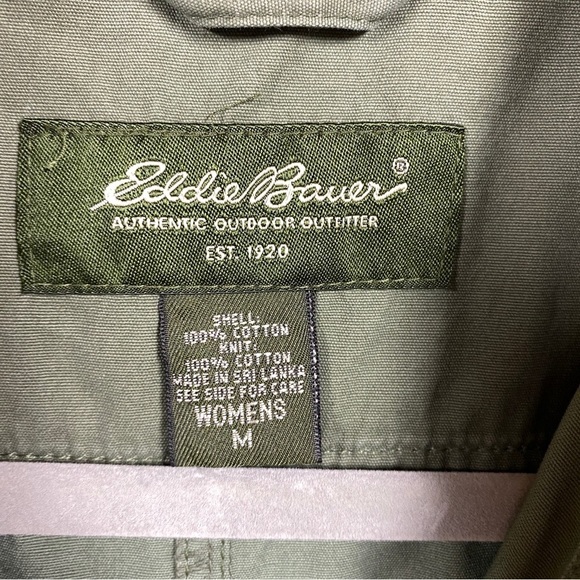 Eddie Bauer®
AUTHENTIC OUTDOOR OUTFITTER
EST. 1920
SHELL:
100% COTTON
KNIT:
100% COTTON
MADE IN SRI LANKA
SEE SIDE FOR CARE
WOMENS
M